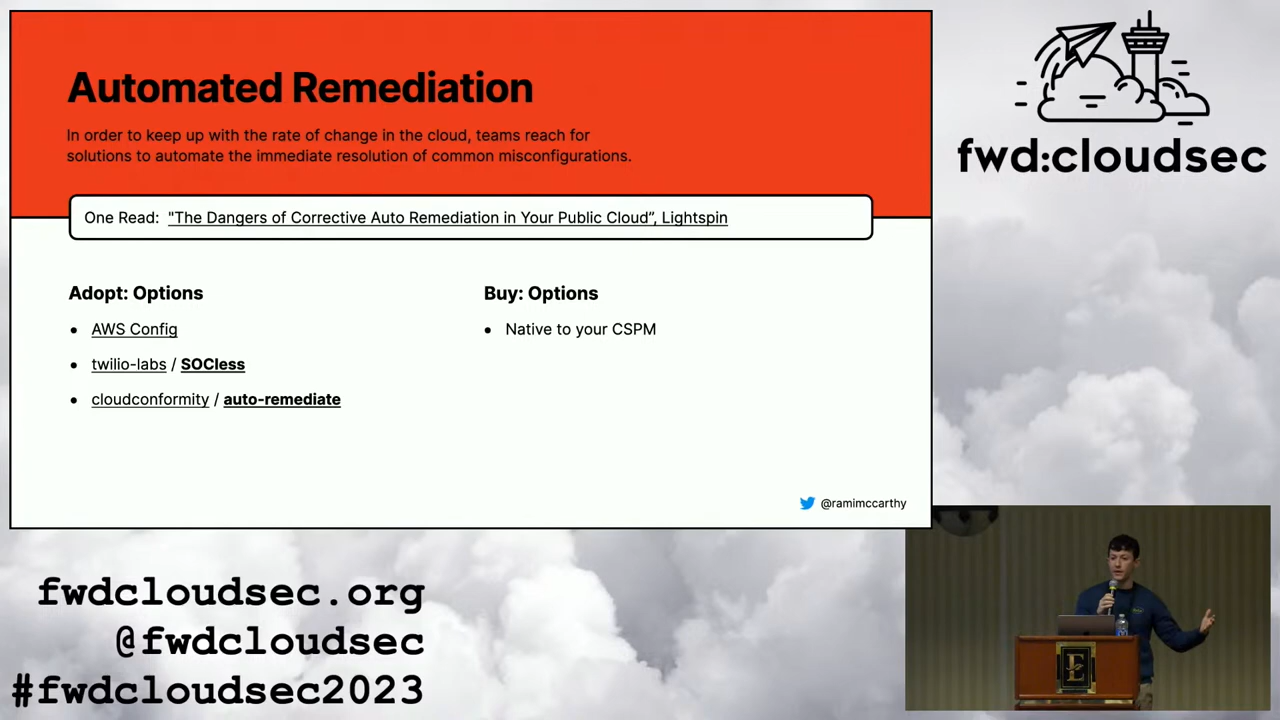 Automated Remediation
In order to keep up with the rate of change in the cloud, teams reach for
solutions to automate the immediate resolution of common misconfigurations.
One Read: "The Dangers of Corrective Auto Remediation in Your Public Cloud”, Lightspin
Adopt: Options
• AWS Config
• twilio-labs / SOCless
• cloudconformity / auto-remediate
Buy: Options
• Native to your CSPM
@ramimccarthy
fwd:cloudsec
fwdcloudsec.org
@fwdcloudsec
#fwdcloudsec2023
E